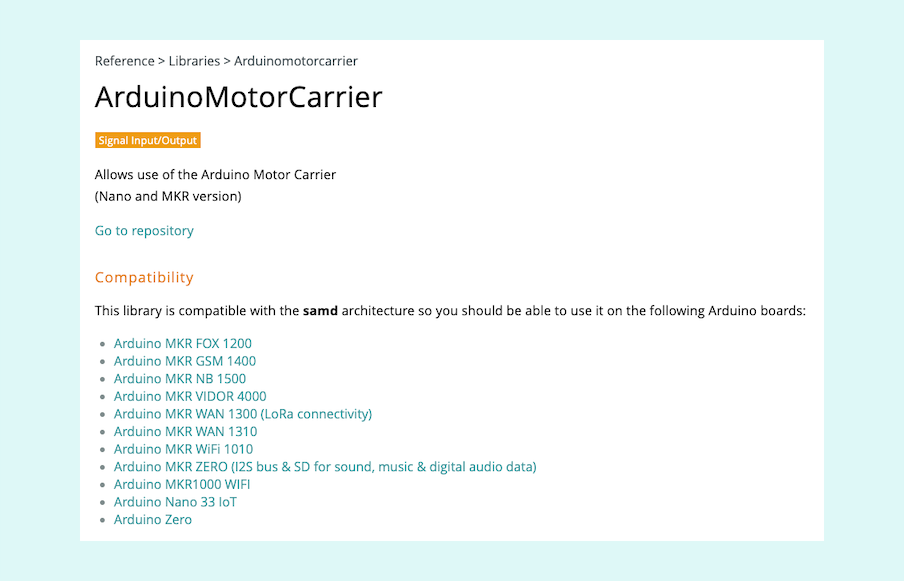 Reference > Libraries > Arduinomotorcarrier
ArduinoMotorCarrier
Signal Input/Output
Allows use of the Arduino Motor Carrier
(Nano and MKR version)
Go to repository
Compatibility
This library is compatible with the samd architecture so you should be able to use it on the following Arduino boards:
Arduino MKR FOX 1200
Arduino MKR GSM 1400
Arduino MKR NB 1500
Arduino MKR VIDOR 4000
Arduino MKR WAN 1300 (LoRa connectivity)
Arduino MKR WAN 1310
Arduino MKR WiFi 1010
Arduino MKR ZERO (I2S bus & SD for sound, music & digital audio data)
Arduino MKR1000 WIFI
Arduino Nano 33 IoT
Arduino Zero